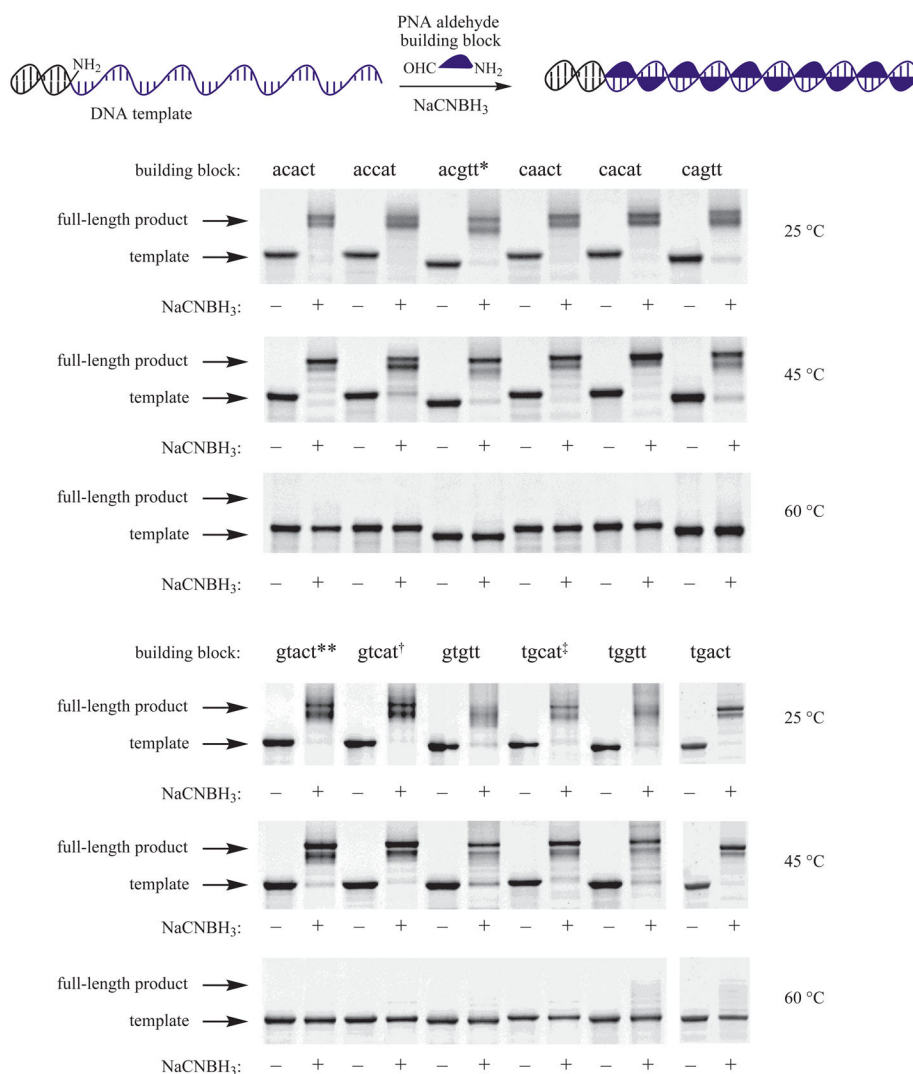 PNA aldehyde
building block
NH2
OHC NH2
NaCNBH3
DNA template
building block: acact accat acgtt* caact cacat cagtt
full-length product
25 °C
template
NaCNBH3: – + – + – + – + – + – +
full-length product
45 °C
template
NaCNBH3: – + – + – + – + – + – +
full-length product
60 °C
template
NaCNBH3: – + – + – + – + – + – +
building block: gtact** gtcat† gtgtt tgcat‡ tggtt tgact
full-length product
25 °C
template
NaCNBH3: – + – + – + – + – + – +
full-length product
45 °C
template
NaCNBH3: – + – + – + – + – + – +
full-length product
60 °C
template
NaCNBH3: – + – + – + – + – + – +